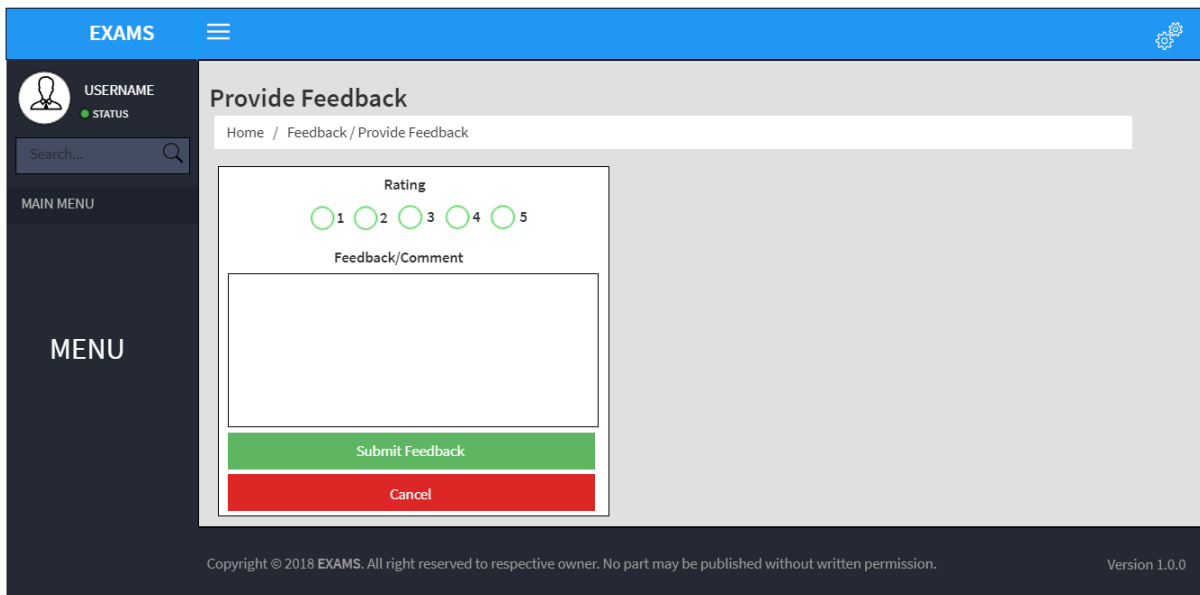 EXAMS
USERNAME
STATUS
Search...
MAIN MENU
MENU
Provide Feedback
Home / Feedback / Provide Feedback
Rating
1 2 3 4 5
Feedback/Comment
Submit Feedback
Cancel
Copyright © 2018 EXAMS. All right reserved to respective owner. No part may be published without written permission.
Version 1.0.0